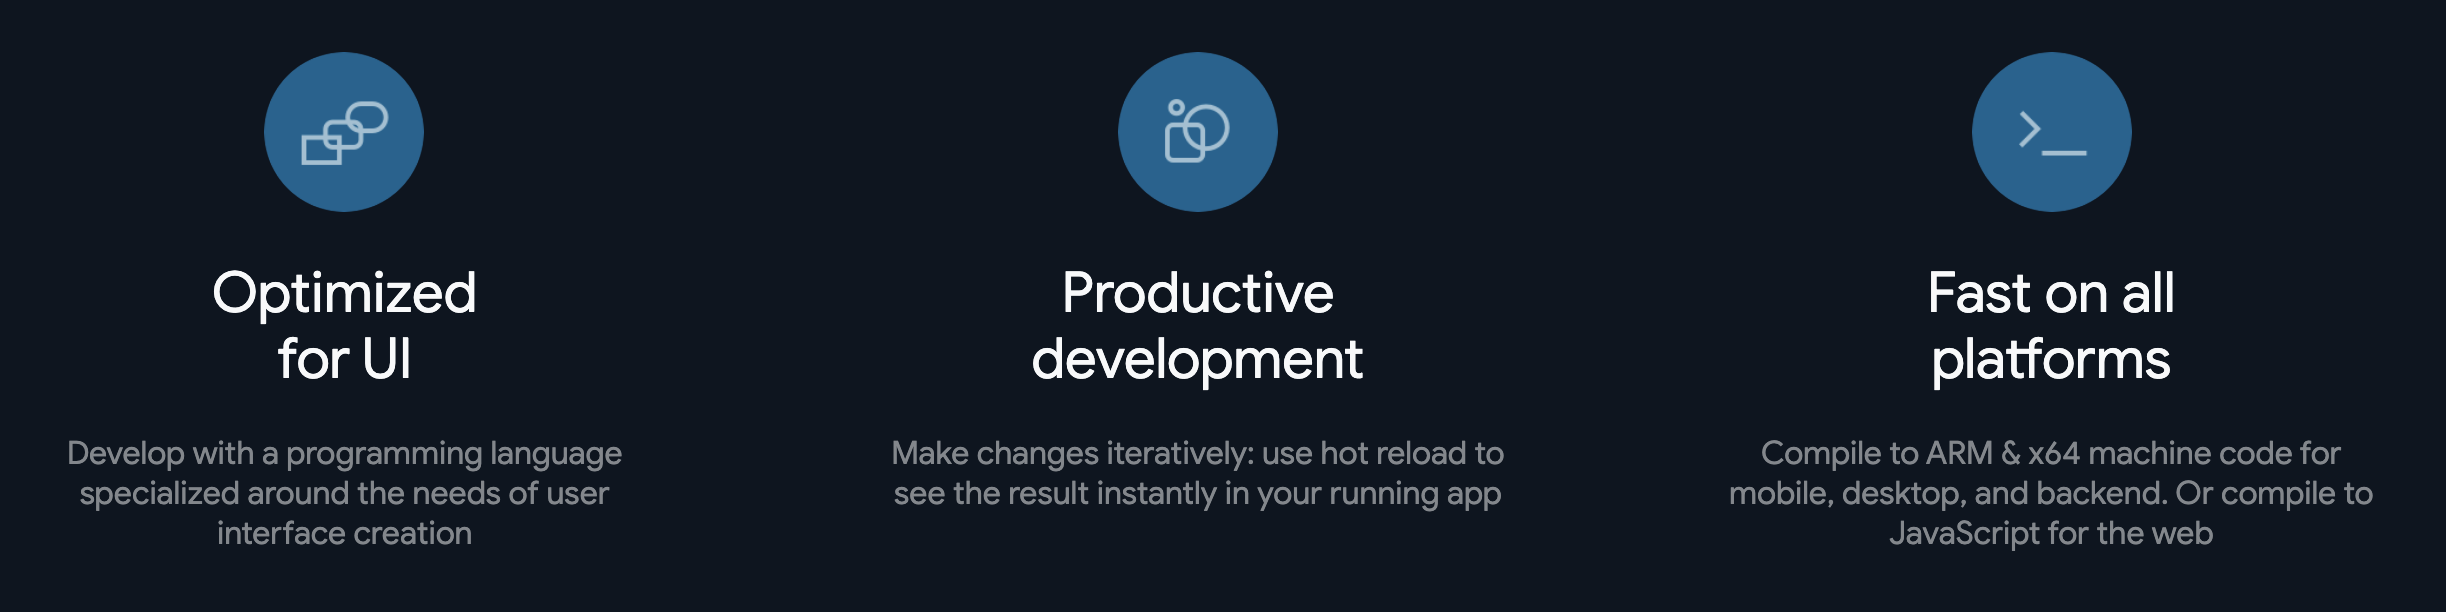 Optimized
for UI
Develop with a programming language
specialized around the needs of user
interface creation
Productive
development
Make changes iteratively: use hot reload to
see the result instantly in your running app
Fast on all
platforms
Compile to ARM & x64 machine code for
mobile, desktop, and backend. Or compile to
JavaScript for the web